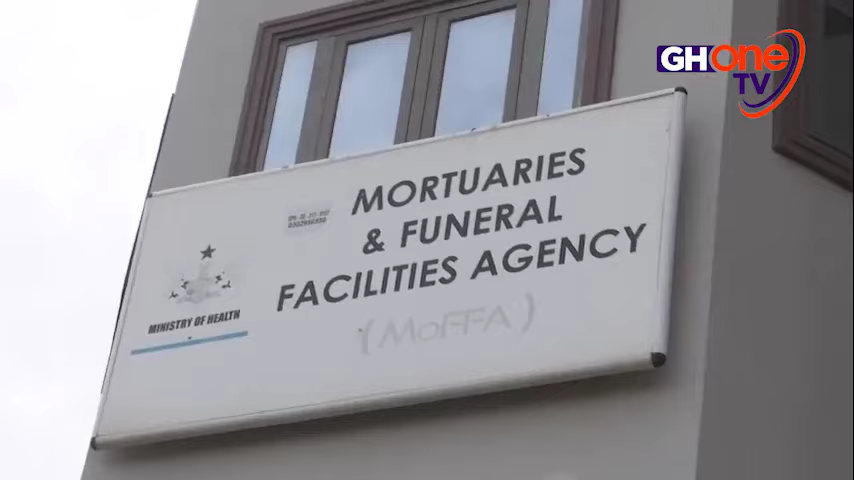 GHOne
TV
MORTUARIES
& FUNERAL
FACILITIES AGENCY
(MoFFA)
MINISTRY OF HEALTH